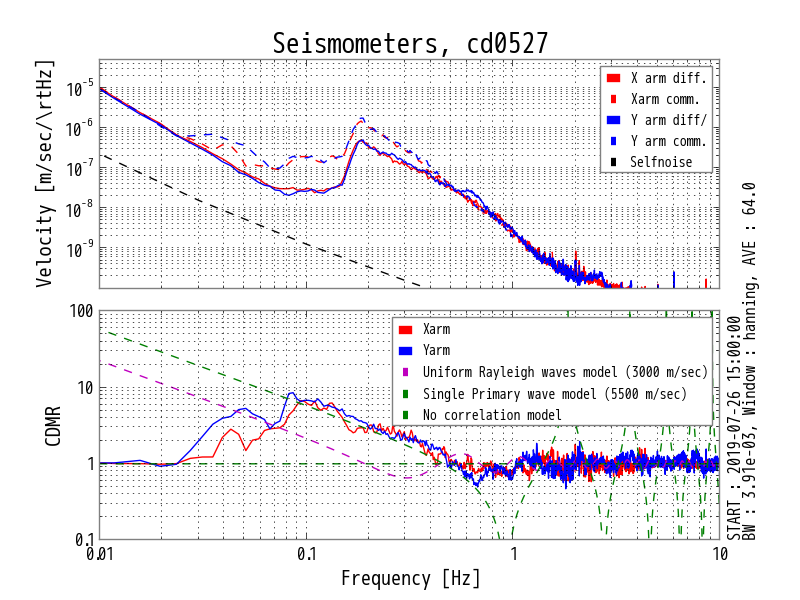 Seismometers, cd0527
Velocity [m/sec/\rtHz]
10^-5
10^-6
10^-7
10^-8
10^-9
X arm diff.
Xarm comm.
Y arm diff/
Y arm comm.
Selfnoise
CDMR
100
10
1
0.1
Xarm
Yarm
Uniform Rayleigh waves model (3000 m/sec)
Single Primary wave model (5500 m/sec)
No correlation model
0.01
0.1
1
10
Frequency [Hz]
START : 2019-07-26 15:00:00
BW : 3.91e-03, Window : hanning, AVE : 64.0